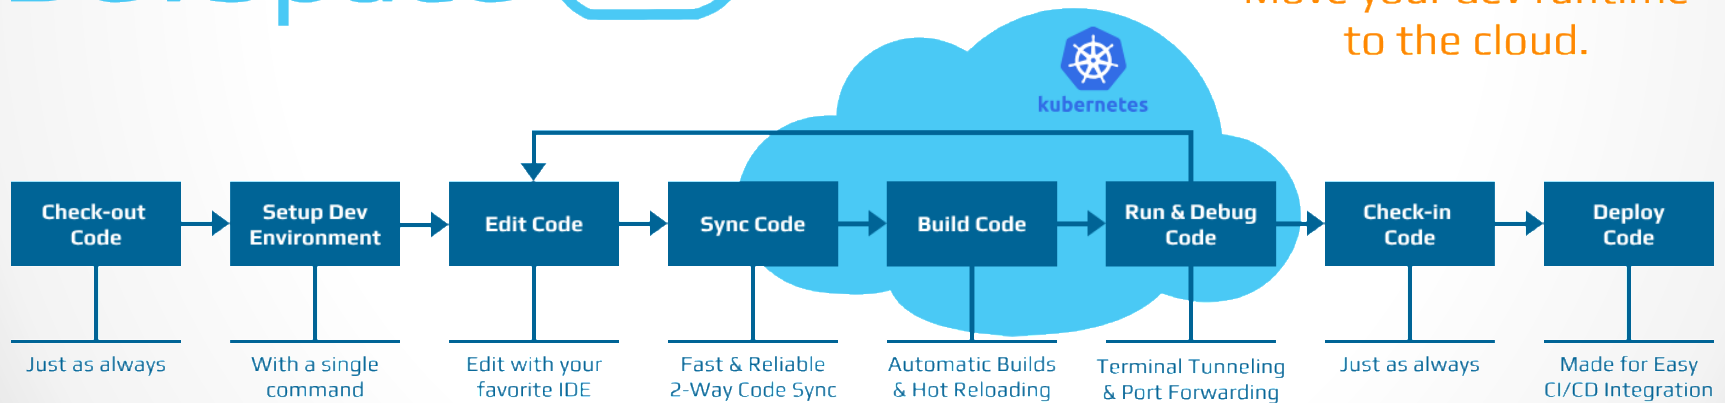 to the cloud.
kubernetes
Check-out
Code
Setup Dev
Environment
Edit Code
Sync Code
Build Code
Run & Debug
Code
Check-in
Code
Deploy
Code
Just as always
With a single
command
Edit with your
favorite IDE
Fast & Reliable
2-Way Code Sync
Automatic Builds
& Hot Reloading
Terminal Tunneling
& Port Forwarding
Just as always
Made for Easy
CI/CD Integration